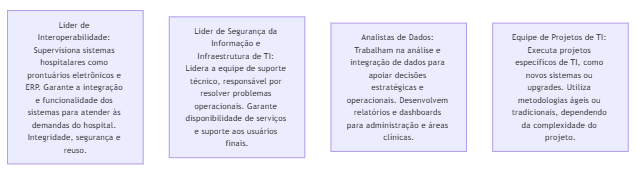 Líder de
Interoperabilidade:
Supervisiona sistemas
hospitalares como
prontuários eletrônicos e
ERP. Garante a integração
e funcionalidade dos
sistemas para atender às
demandas do hospital.
Integridade, segurança e
reuso.
Líder de Segurança da
Informação e
Infraestrutura de TI:
Lidera a equipe de suporte
técnico, responsável por
resolver problemas
operacionais. Garante
disponibilidade de serviços
e suporte aos usuários
finais.
Analistas de Dados:
Trabalham na análise e
integração de dados para
apoiar decisões
estratégicas e
operacionais. Desenvolvem
relatórios e dashboards
para administração e áreas
clínicas.
Equipe de Projetos de TI:
Executa projetos
específicos de TI, como
novos sistemas ou
upgrades. Utiliza
metodologias ágeis ou
tradicionais, dependendo
da complexidade do
projeto.